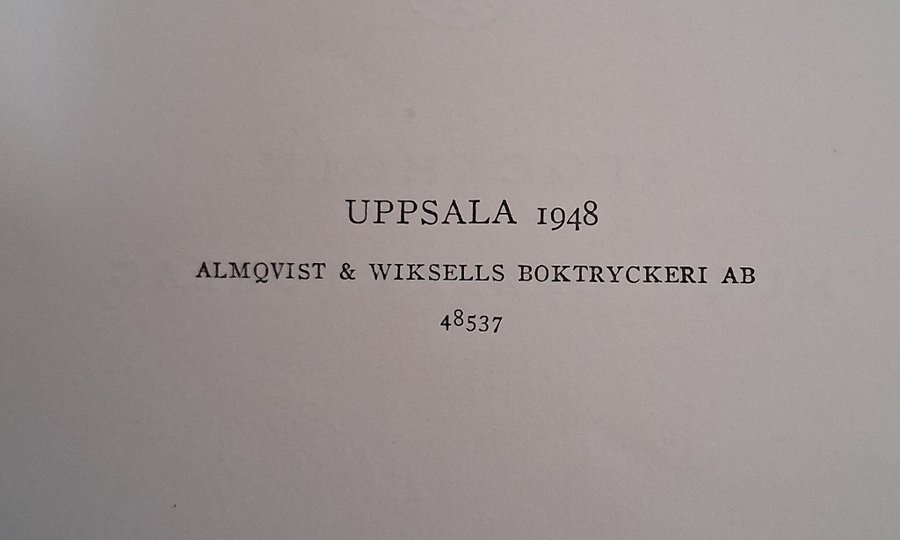 UPPSALA 1948
ALMQVIST & WIKSELLS BOKTRYCKERI AB
48537